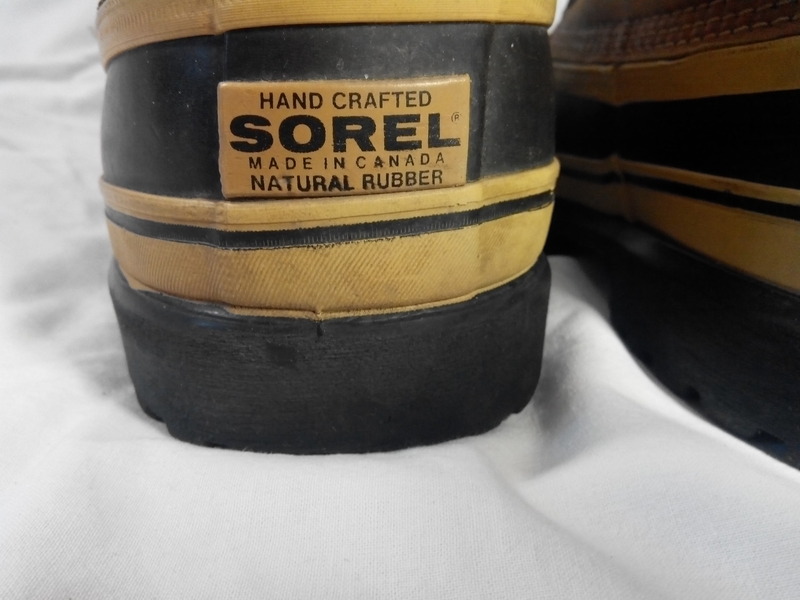 HAND CRAFTED
SOREL®
MADE IN CANADA
NATURAL RUBBER